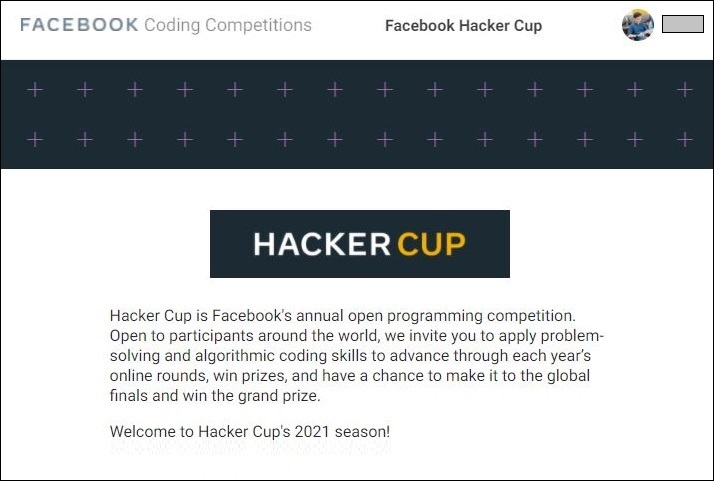 FACEBOOK Coding Competitions
Facebook Hacker Cup
HACKER CUP
Hacker Cup is Facebook's annual open programming competition.
Open to participants around the world, we invite you to apply problem-
solving and algorithmic coding skills to advance through each year’s
online rounds, win prizes, and have a chance to make it to the global
finals and win the grand prize.
Welcome to Hacker Cup's 2021 season!